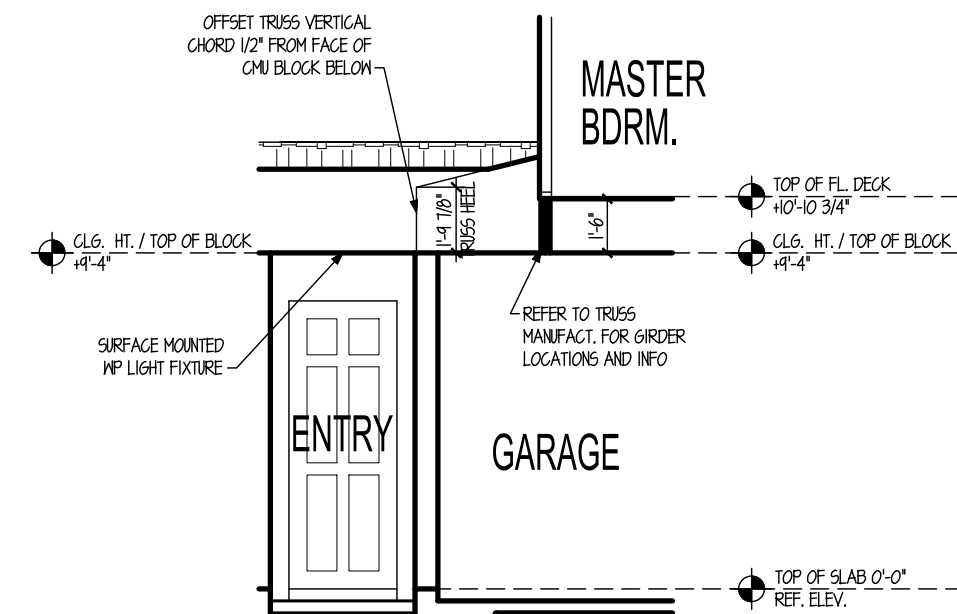 OFFSET TRUSS VERTICAL
CHORD 1/2" FROM FACE OF
CMU BLOCK BELOW
MASTER
BDRM.
TOP OF FL. DECK
+10'-10 3/4"
1'-9 7/8"
RUSS HEEL
1'-6"
CLG. HT. / TOP OF BLOCK
+9'-4"
CLG. HT. / TOP OF BLOCK
+9'-4"
REFER TO TRUSS
MANUFACT. FOR GIRDER
LOCATIONS AND INFO
SURFACE MOUNTED
WP LIGHT FIXTURE
ENTRY
GARAGE
TOP OF SLAB 0'-0"
REF. ELEV.